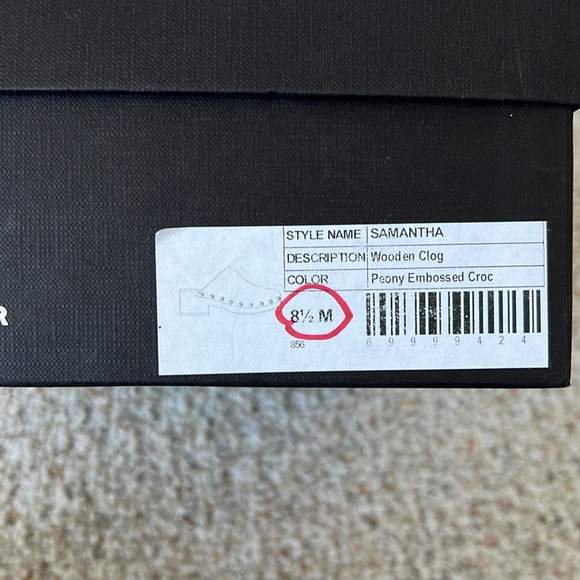 STYLE NAME SAMANTHA
DESCRIPTION Wooden Clog
COLOR Peony Embossed Croc
R
8½ M
856
6 9 9 9 9 4 2 4